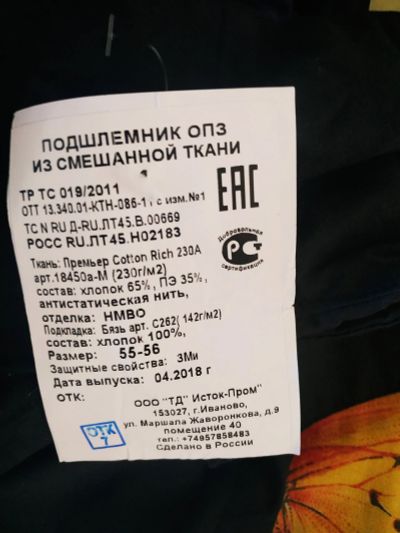 ПОДШЛЕМНИК ОПЗ
ИЗ СМЕШАННОЙ ТКАНИ
ТР ТС 019/2011
ОТТ 13.340.01-КТН-086-1 , с изм.№1
TC N RU Д-RU.ЛТ45.В.00669
РОСС RU.ЛТ45.Н02183
EAC
Добровольная
РСТ
сертификация
Ткань: Премьер Cotton Rich 230A
арт.18450а-М (230г/м2)
состав: хлопок 65%, ПЭ 35%,
антистатическая нить,
отделка: НМВО
Подкладка: Бязь арт. С262( 142г/м2)
состав: хлопок 100%,
Размер: 55-56
Защитные свойства: ЗМи
Дата выпуска: 04.2018 г
ОТК:
ОТК
7
ООО "ТД" Исток-Пром"
153027, г.Иваново,
ул. Маршала Жаворонкова, д.9
помещение 40
тел.: +74957858483
Сделано в России